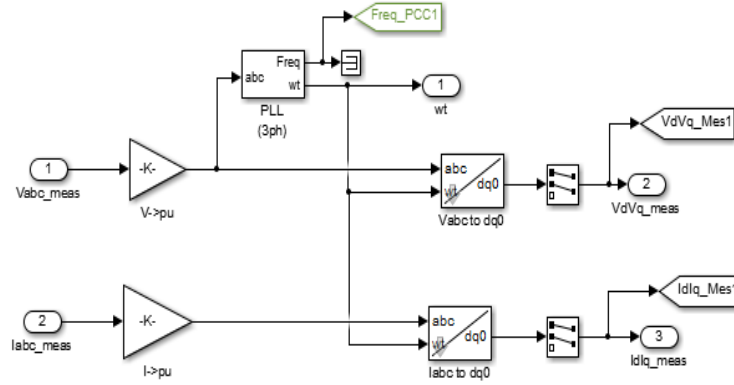 Freq_PCC1
Freq
abc
wt
PLL
(3ph)
1
wt
VdVq_Mes1
1
Vabc_meas
-K-
V->pu
abc
wt
dq0
Vabc to dq0
2
VdVq_meas
IdIq_Mes1
2
Iabc_meas
-K-
I->pu
abc
wt
dq0
Iabc to dq0
3
IdIq_meas